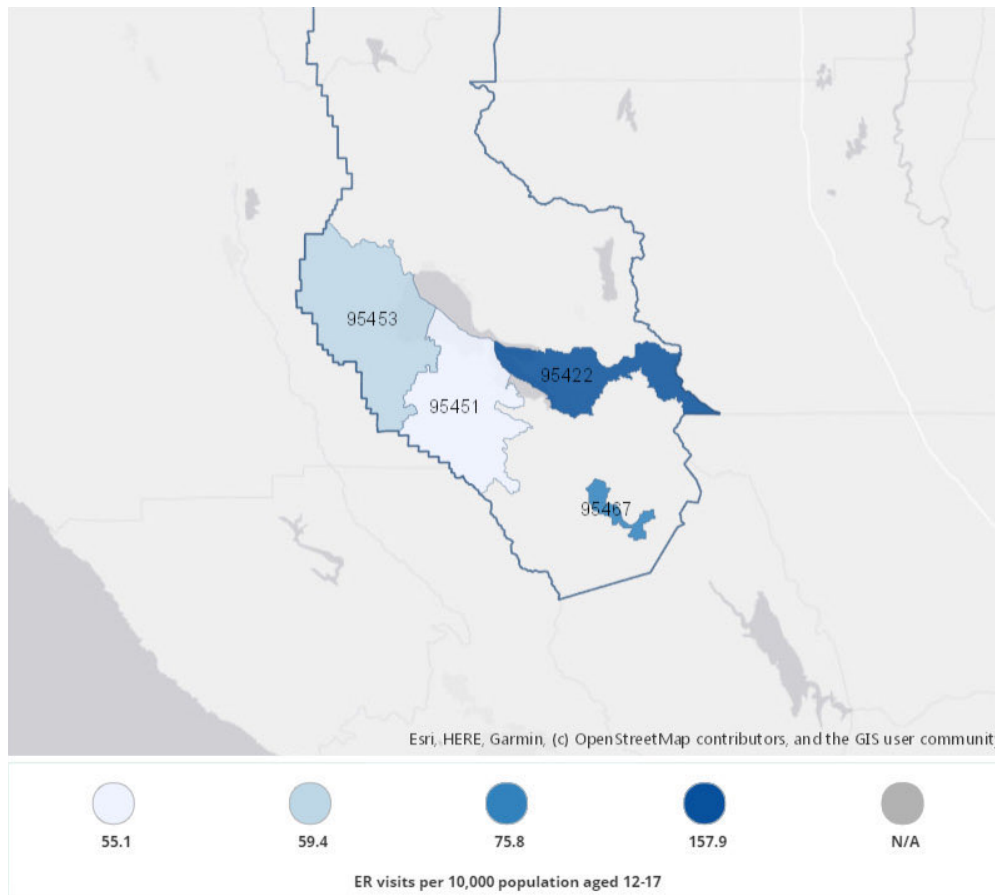 95453
95422
95451
95467
Esri, HERE, Garmin, (c) OpenStreetMap contributors, and the GIS user communit
55.1 59.4 75.8 157.9 N/A
ER visits per 10,000 population aged 12-17